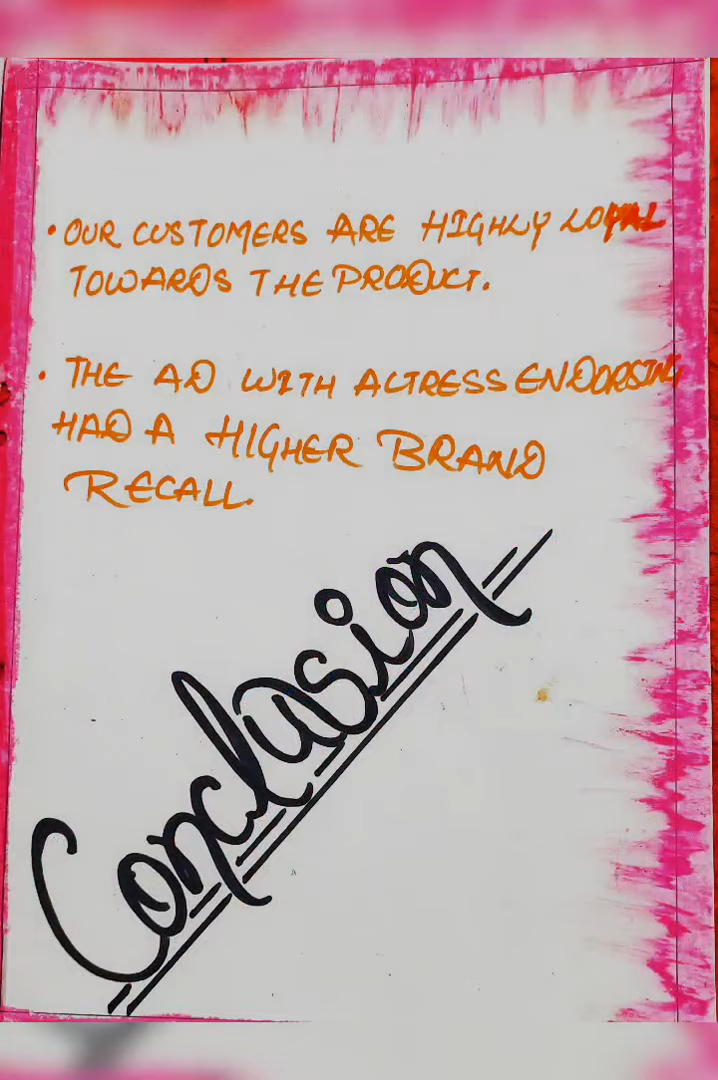 • OUR CUSTOMERS ARE HIGHLY LOYAL
TOWARDS THE PRODUCT.
• THE AD WITH ACTRESS ENDORSING
HAD A HIGHER BRAND
RECALL.
Conclusion